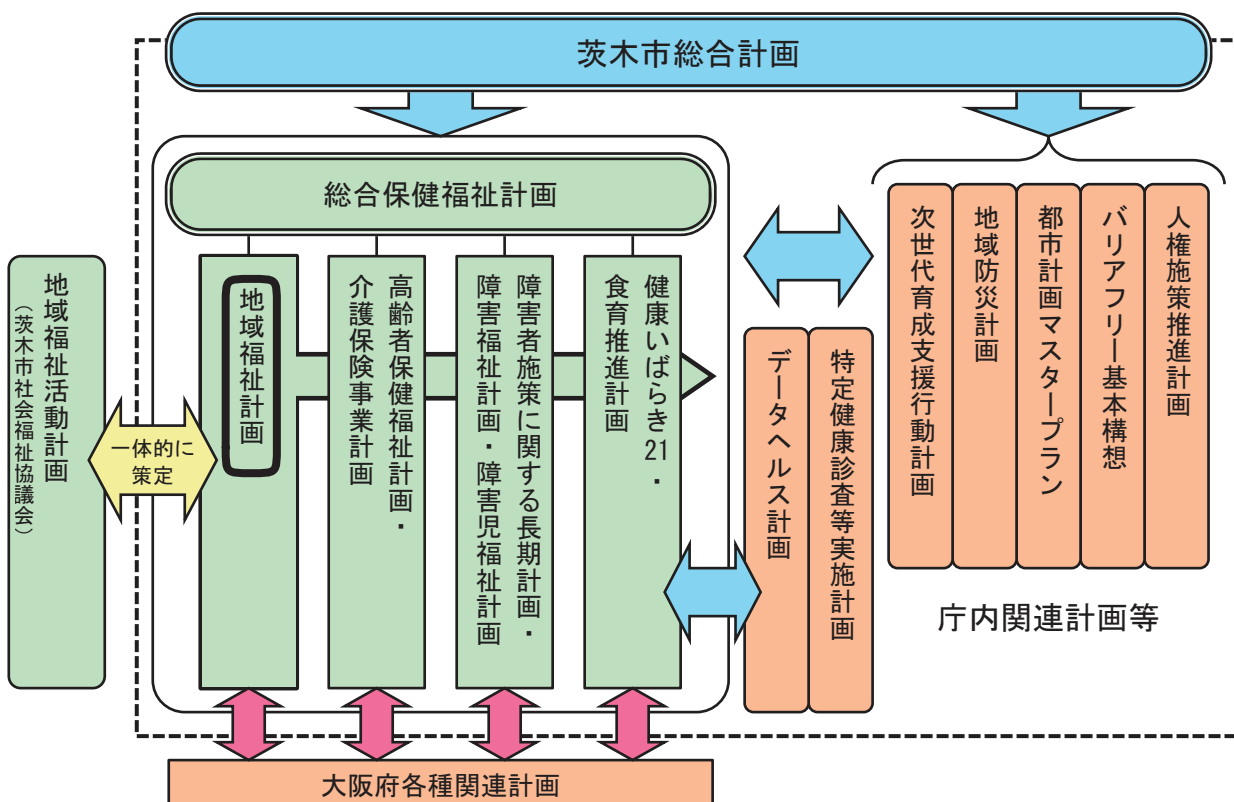 茨木市総合計画
総合保健福祉計画
地域福祉活動計画
（茨木市社会福祉協議会）
一体的に
策定
地域福祉計画
高齢者保健福祉計画・
介護保険事業計画
障害者施策に関する長期計画・
障害福祉計画・障害児福祉計画
健康いばらき21・
食育推進計画
データヘルス計画
特定健康診査等実施計画
次世代育成支援行動計画
地域防災計画
都市計画マスタープラン
バリアフリー基本構想
人権施策推進計画
庁内関連計画等
大阪府各種関連計画